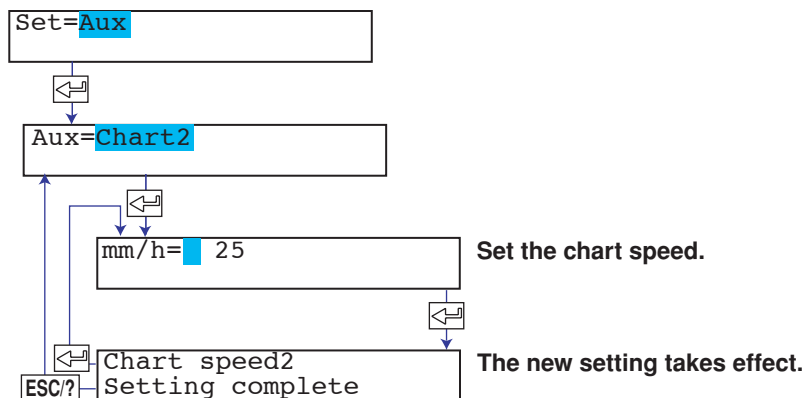 Set=Aux
Aux=Chart2
mm/h= 25
Set the chart speed.
Chart speed2
Setting complete
The new setting takes effect.
ESC/?